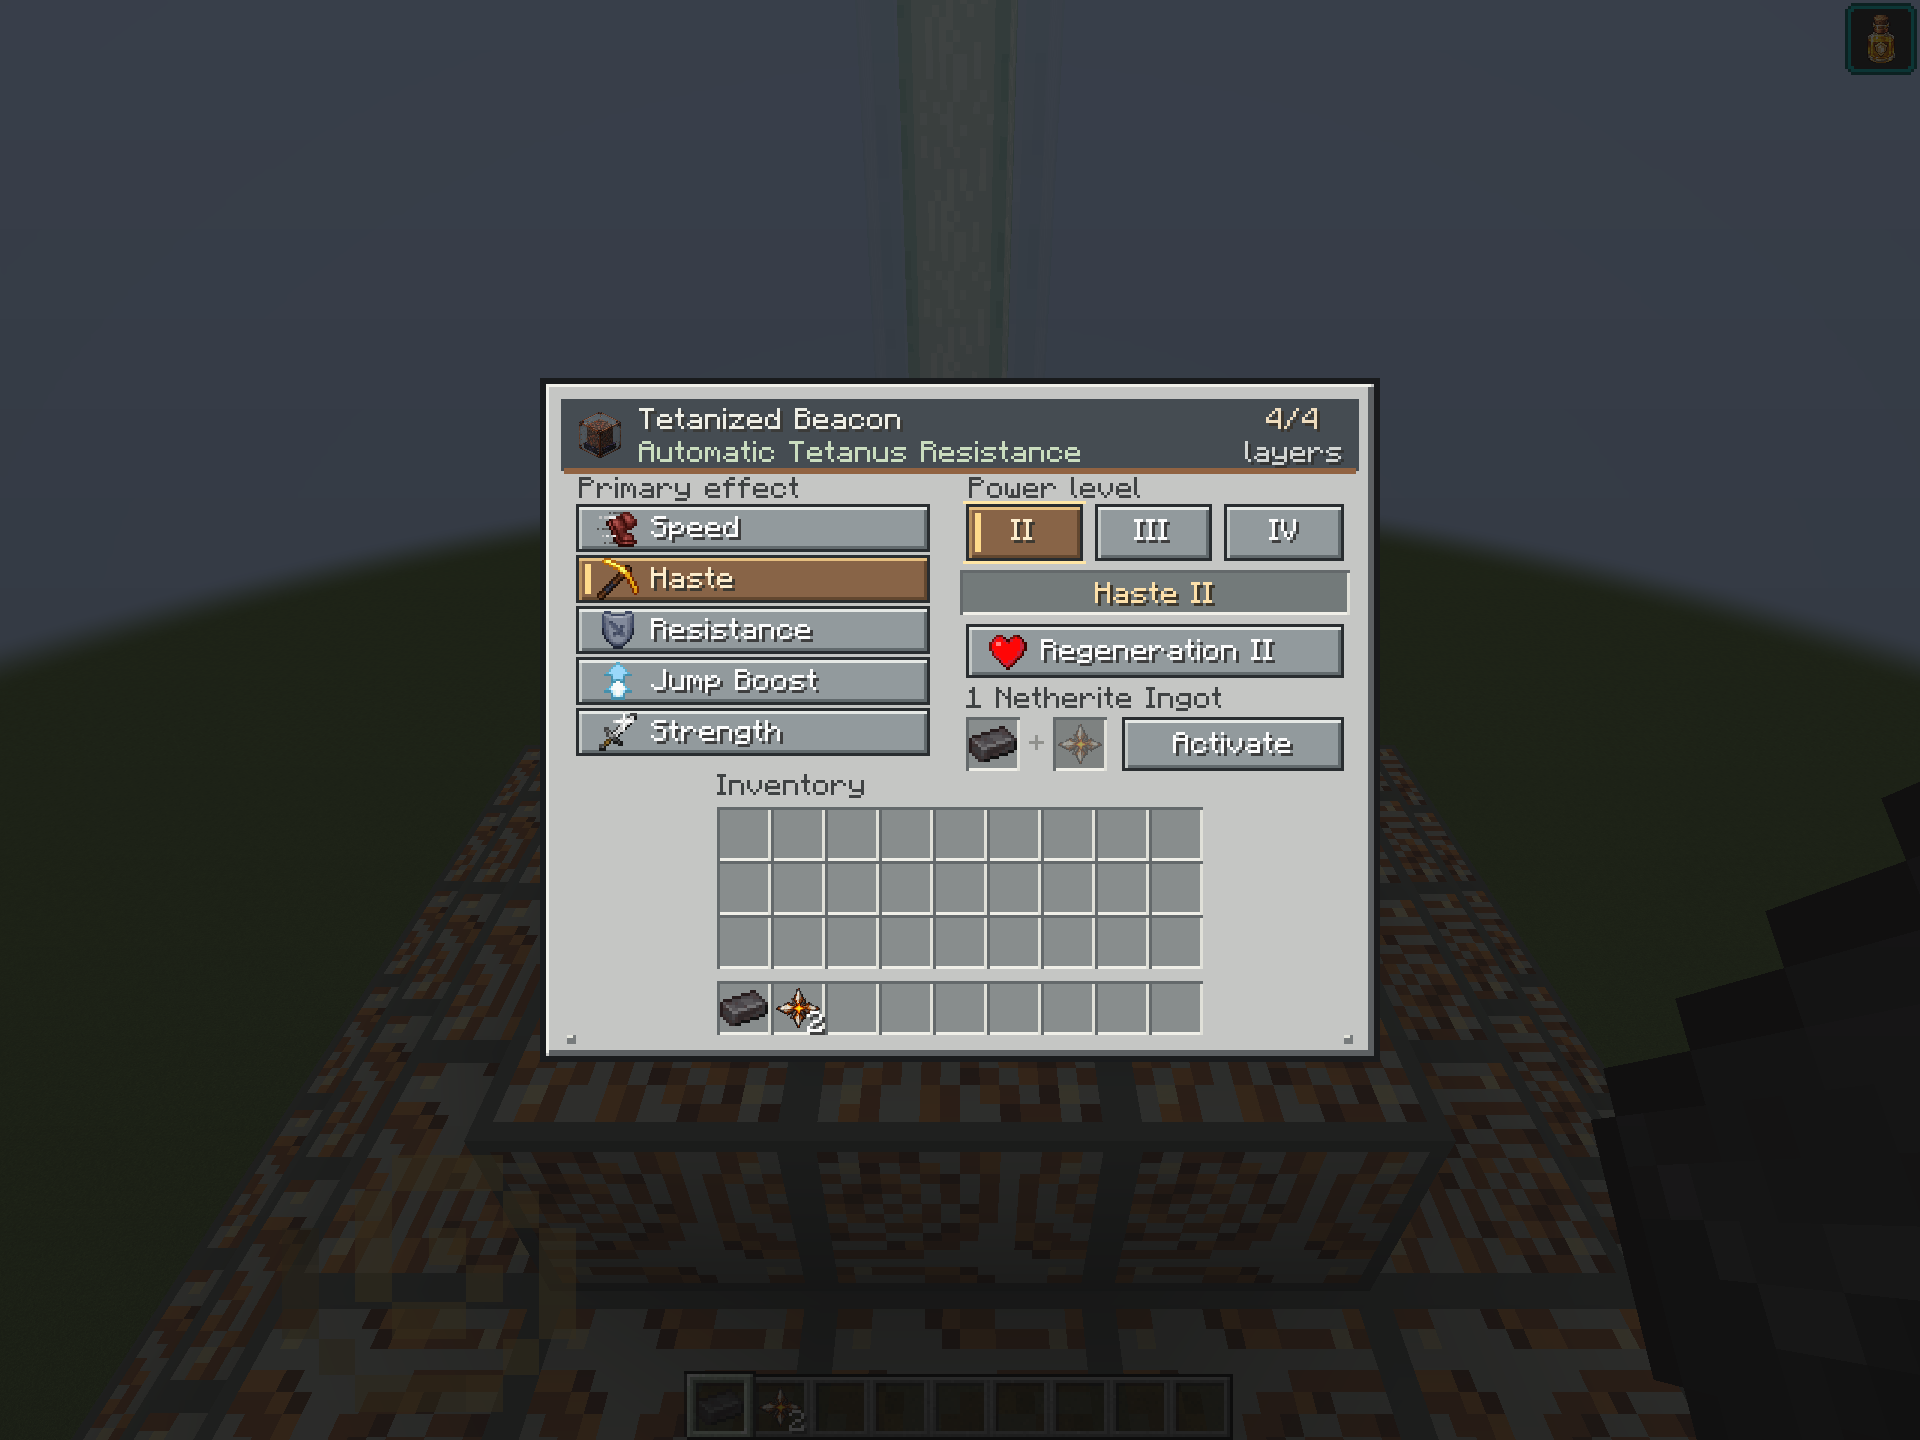 Tetanized Beacon
4/4
Automatic Tetanus Resistance
layers
Primary effect
Speed
Haste
Resistance
Jump Boost
Strength
Power level
II
III
IV
Haste II
Regeneration II
1 Netherite Ingot
+
Activate
Inventory
2
2